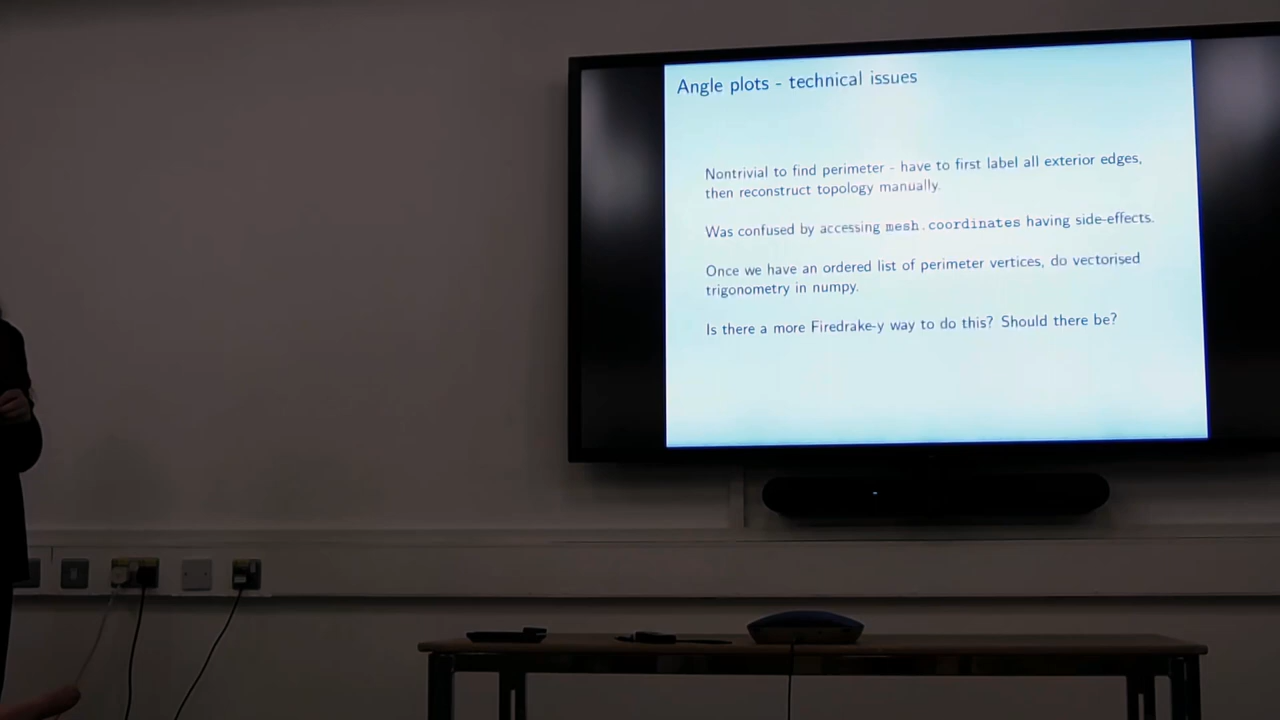 Angle plots - technical issues
Nontrivial to find perimeter - have to first label all exterior edges,
then reconstruct topology manually.
Was confused by accessing mesh.coordinates having side-effects.
Once we have an ordered list of perimeter vertices, do vectorised
trigonometry in numpy.
Is there a more Firedrake-y way to do this? Should there be?